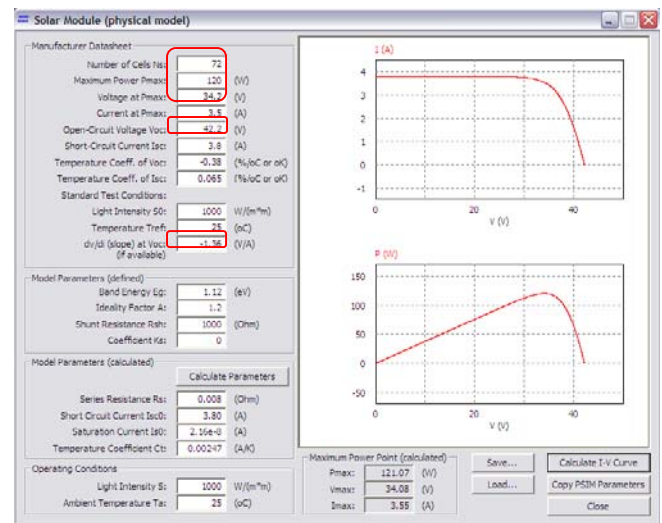 Solar Module (physical model)
Manufacturer Datasheet
Number of Cells Ns: 72
Maximum Power Pmax: 120 (W)
Voltage at Pmax: 34.2 (V)
Current at Pmax: 3.5 (A)
Open-Circuit Voltage Voc: 42.2 (V)
Short-Circuit Current Isc: 3.8 (A)
Temperature Coeff. of Voc: -0.38 (%/oC or oK)
Temperature Coeff. of Isc: 0.065 (%/oC or oK)
Standard Test Conditions:
Light Intensity S0: 1000 W/(m*m)
Temperature Tref: 25 (oC)
dv/di (slope) at Voc: -1.36 (V/A)
(if available)
Model Parameters (defined)
Band Energy Eg: 1.12 (eV)
Ideality Factor A: 1.2
Shunt Resistance Rsh: 1000 (Ohm)
Coefficient Ks: 0
Model Parameters (calculated)
Calculate Parameters
Series Resistance Rs: 0.008 (Ohm)
Short Circuit Current Isc0: 3.80 (A)
Saturation Current Is0: 2.16e-8 (A)
Temperature Coefficient Ct: 0.00247 (A/K)
Operating Conditions
Light Intensity S: 1000 W/(m*m)
Ambient Temperature Ta: 25 (oC)
I (A)
4
3
2
1
0
-1
0 20 40
V (V)
P (W)
150
100
50
0
-50
0 20 40
V (V)
Maximum Power Point (calculated)
Pmax: 121.07 (W)
Vmax: 34.08 (V)
Imax: 3.55 (A)
Save...
Load...
Calculate I-V Curve
Copy PSIM Parameters
Close